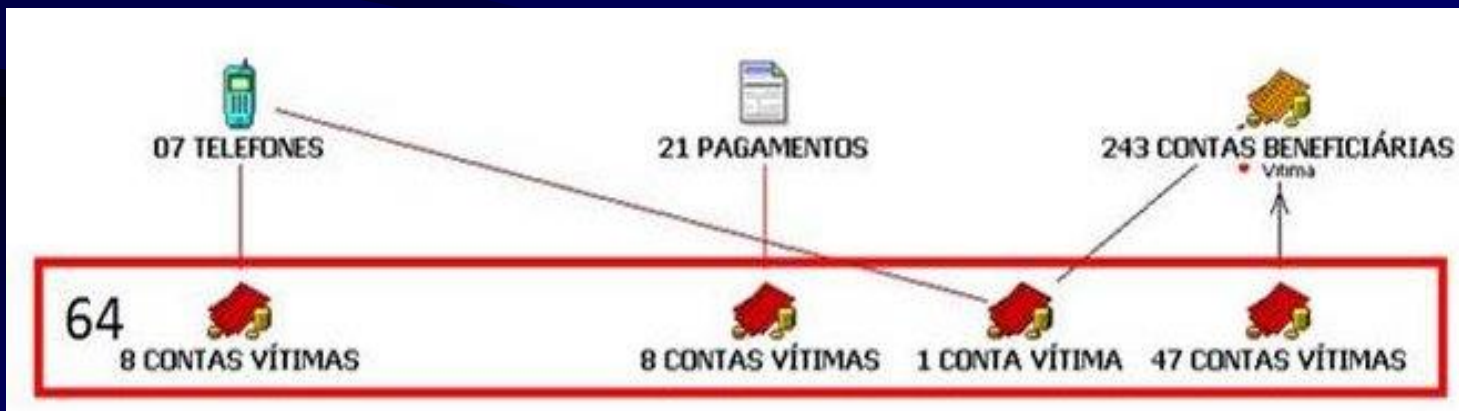 07 TELEFONES
21 PAGAMENTOS
243 CONTAS BENEFICIÁRIAS
Vitima
64
8 CONTAS VÍTIMAS
8 CONTAS VÍTIMAS
1 CONTA VÍTIMA
47 CONTAS VÍTIMAS